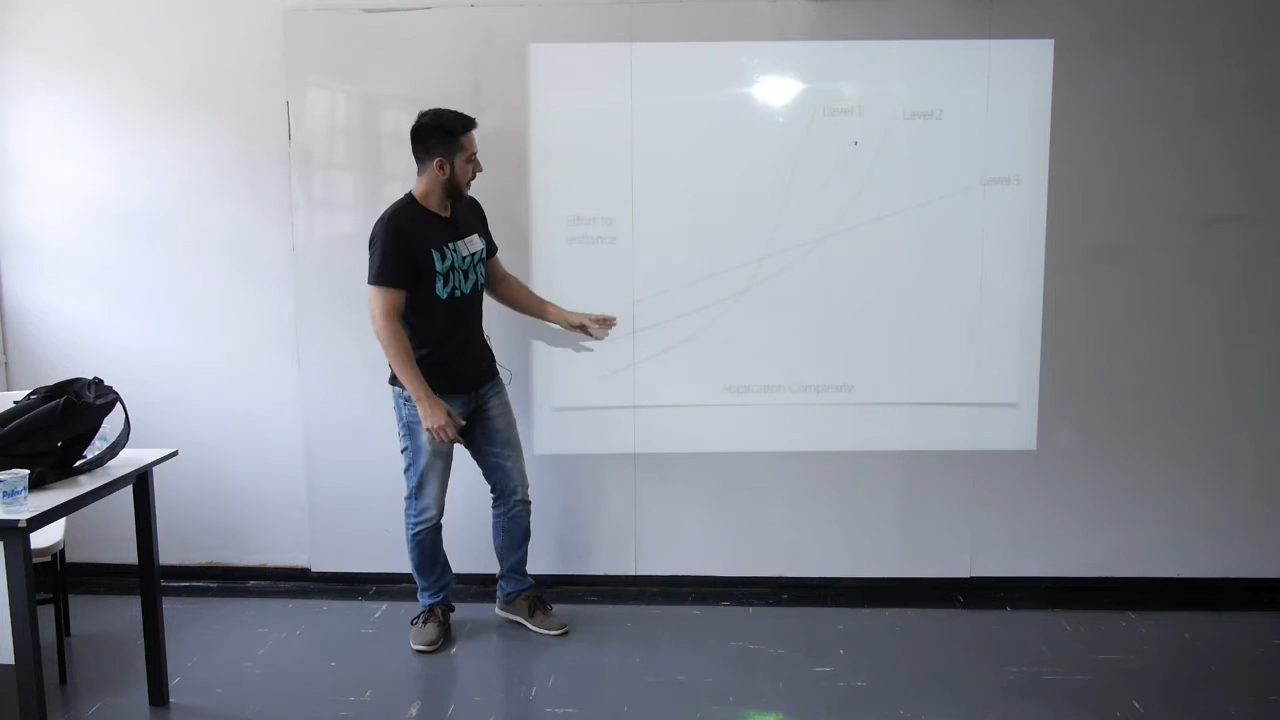 Level 1
Level 2
Level 3
Effort to
enhance
Application Complexity